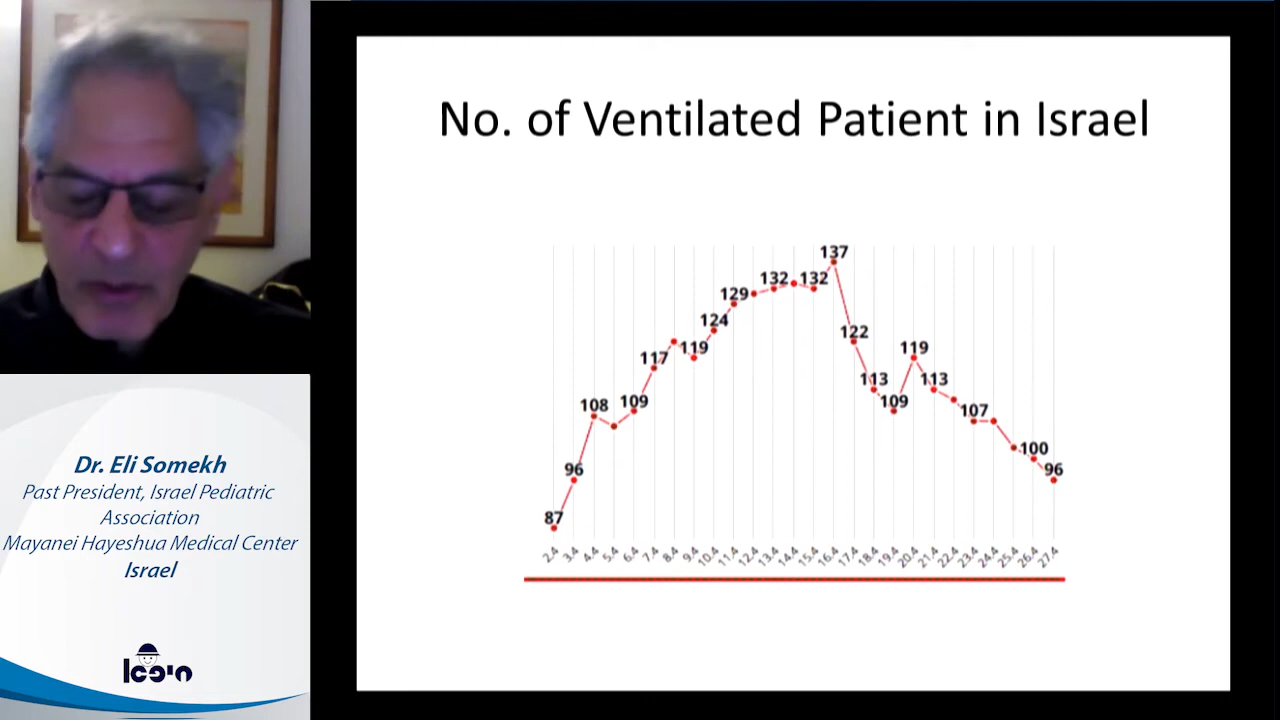 No. of Ventilated Patient in Israel
137
132
132
129
124
122
119
119
117
113
113
109
109
108
107
100
96
96
87
2.4 3.4 4.4 5.4 6.4 7.4 8.4 9.4 10.4 11.4 12.4 13.4 14.4 15.4 16.4 17.4 18.4 19.4 20.4 21.4 22.4 23.4 24.4 25.4 26.4 27.4
Dr. Eli Somekh
Past President, Israel Pediatric
Association
Mayanei Hayeshua Medical Center
Israel